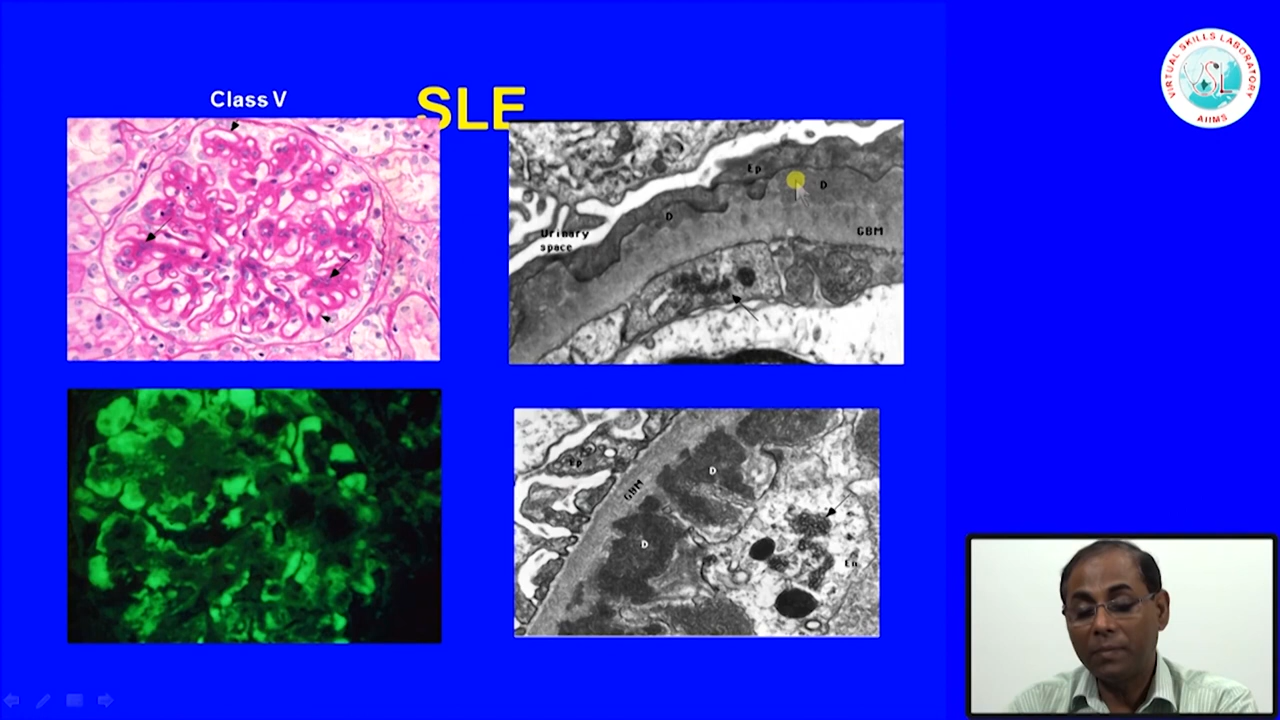 SLE
Class V
Ep
D
D
GBM
Urinary
space
Ep
GBM
D
D
En
VIRTUAL SKILLS LABORATORY
VSL
AIIMS